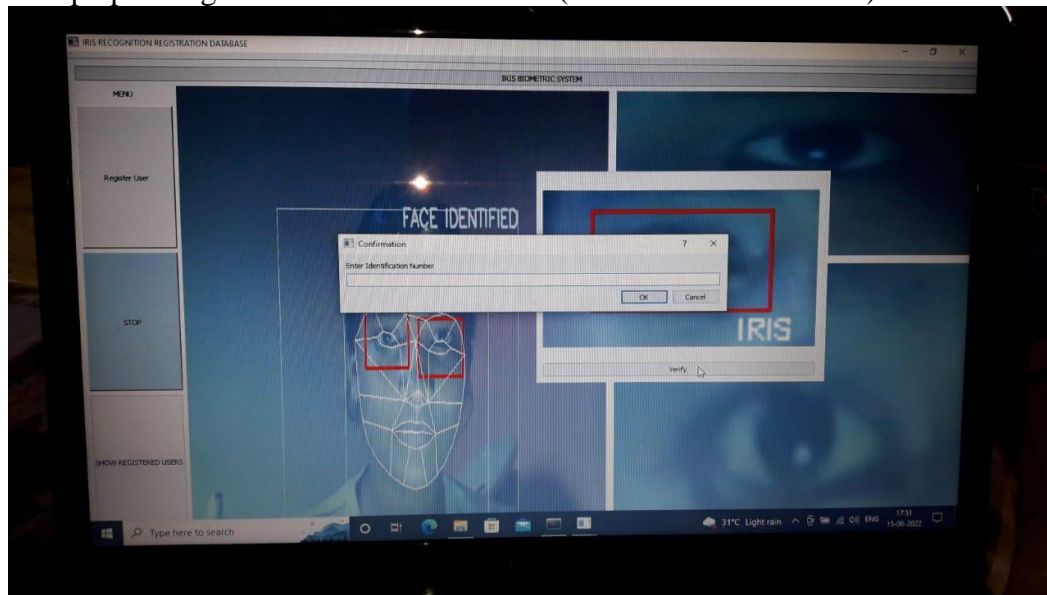 IRIS RECOGNITION REGISTRATION DATABASE
IRIS BIOMETRIC SYSTEM
MENU
Register User
STOP
SHOW REGISTERED USERS
FACE IDENTIFIED
Confirmation
Enter Identification Number
OK Cancel
IRIS
Verify
Type here to search
31°C Light rain ENG
17:51
15-06-2022